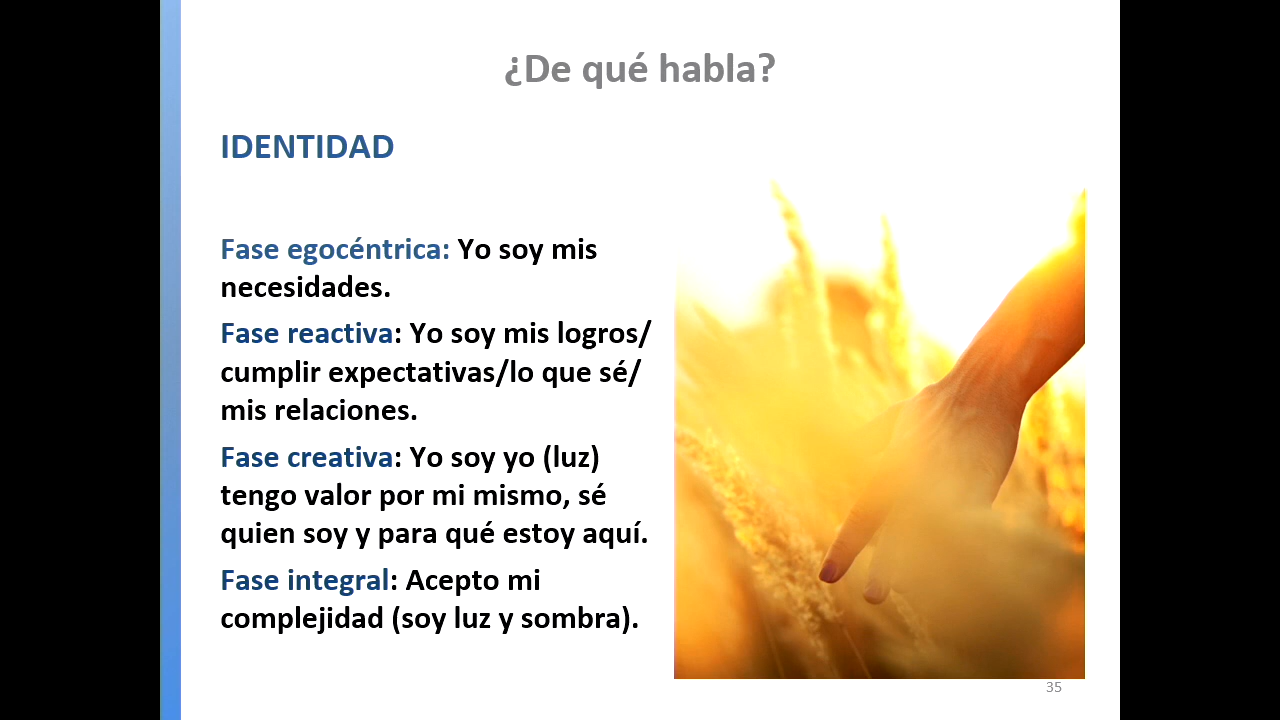 ¿De qué habla?
IDENTIDAD
Fase egocéntrica: Yo soy mis
necesidades.
Fase reactiva: Yo soy mis logros/
cumplir expectativas/lo que sé/
mis relaciones.
Fase creativa: Yo soy yo (luz)
tengo valor por mi mismo, sé
quien soy y para qué estoy aquí.
Fase integral: Acepto mi
complejidad (soy luz y sombra).
35